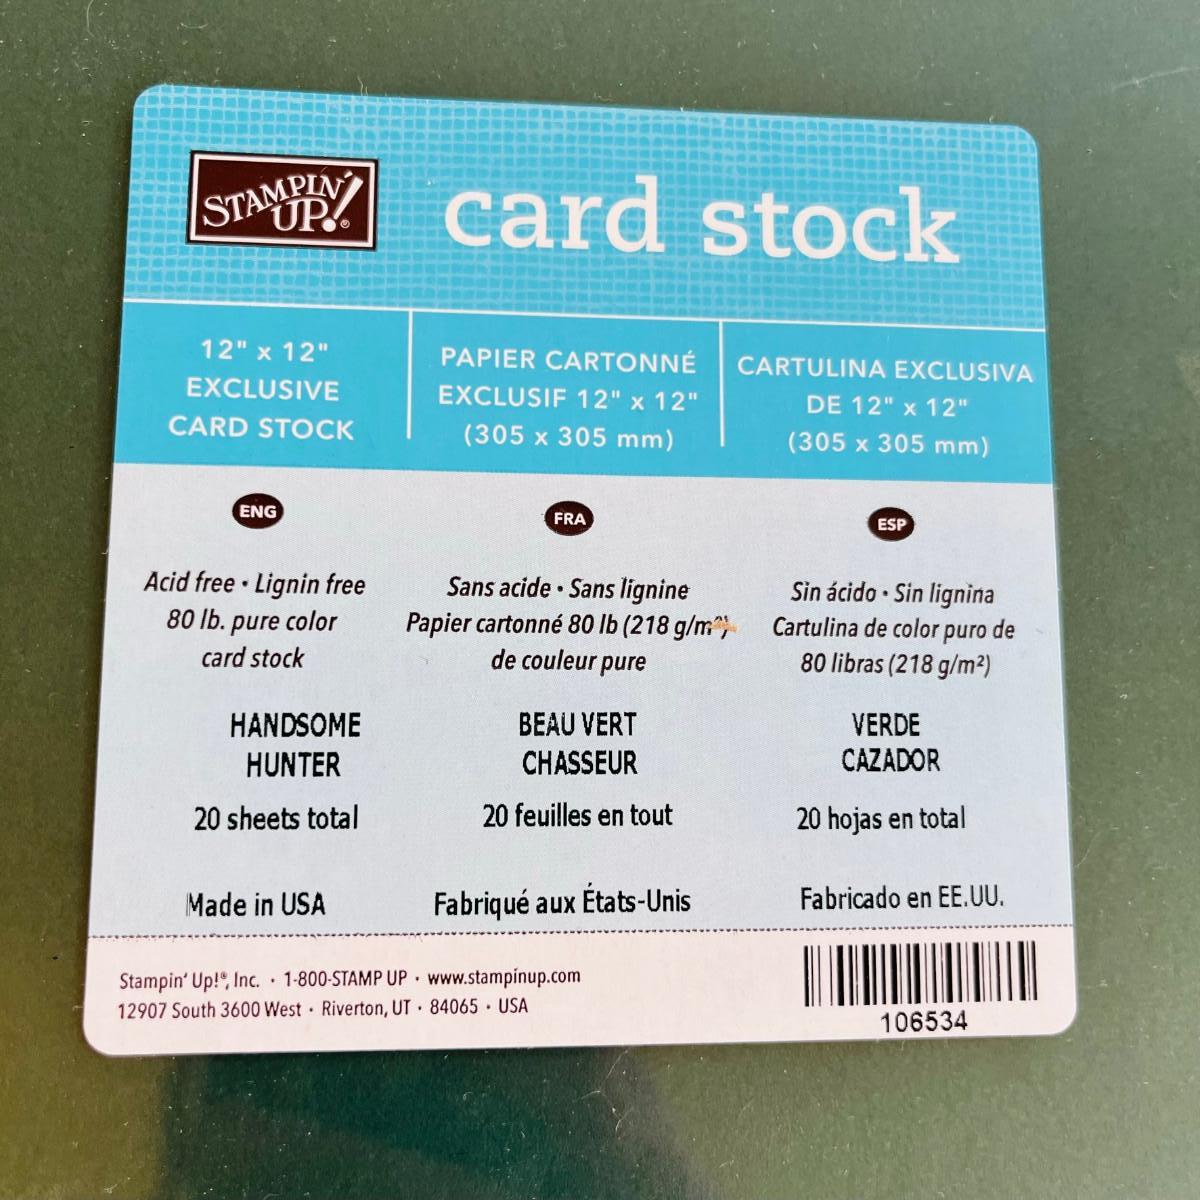 STAMPIN' UP!®
card stock
12" x 12"
EXCLUSIVE
CARD STOCK
PAPIER CARTONNÉ
EXCLUSIF 12" x 12"
(305 x 305 mm)
CARTULINA EXCLUSIVA
DE 12" x 12"
(305 x 305 mm)
ENG
Acid free • Lignin free
80 lb. pure color
card stock
HANDSOME
HUNTER
20 sheets total
Made in USA
FRA
Sans acide • Sans lignine
Papier cartonné 80 lb (218 g/m²)
de couleur pure
BEAU VERT
CHASSEUR
20 feuilles en tout
Fabriqué aux États-Unis
ESP
Sin ácido • Sin lignina
Cartulina de color puro de
80 libras (218 g/m²)
VERDE
CAZADOR
20 hojas en total
Fabricado en EE.UU.
Stampin' Up!®, Inc. • 1-800-STAMP UP • www.stampinup.com
12907 South 3600 West • Riverton, UT • 84065 • USA
106534